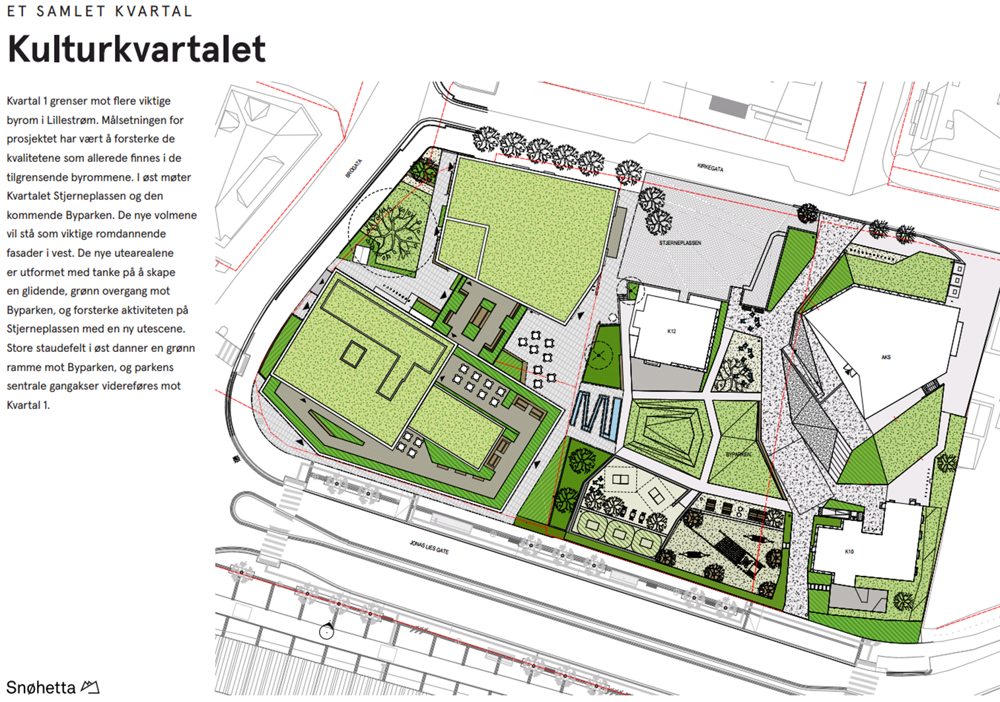 ET SAMLET KVARTAL
Kulturkvartalet
Kvartal 1 grenser mot flere viktige
byrom i Lillestrøm. Målsetningen for
prosjektet har vært å forsterke de
kvalitetene som allerede finnes i de
tilgrensende byrommene. I øst møter
Kvartalet Stjerneplassen og den
kommende Byparken. De nye volmene
vil stå som viktige romdannende
fasader i vest. De nye utearealene
er utformet med tanke på å skape
en glidende, grønn overgang mot
Byparken, og forsterke aktiviteten på
Stjerneplassen med en ny utescene.
Store staudefelt i øst danner en grønn
ramme mot Byparken, og parkens
sentrale gangakser videreføres mot
Kvartal 1.
BROGATA
KIRKEGATA
STJERNEPLASSEN
K12
AKS
BYPARKEN
K10
JONAS LIES GATE
Snøhetta